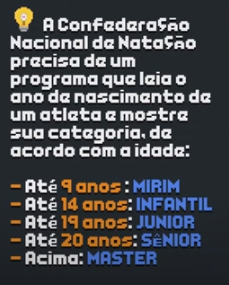 💡 A Confederação
Nacional de Natação
precisa de um
programa que leia o
ano de nascimento de
um atleta e mostre
sua categoria, de
acordo com a idade:
- Até 9 anos: MIRIM
- Até 14 anos: INFANTIL
- Até 19 anos: JUNIOR
- Até 20 anos: SÊNIOR
- Acima: MASTER